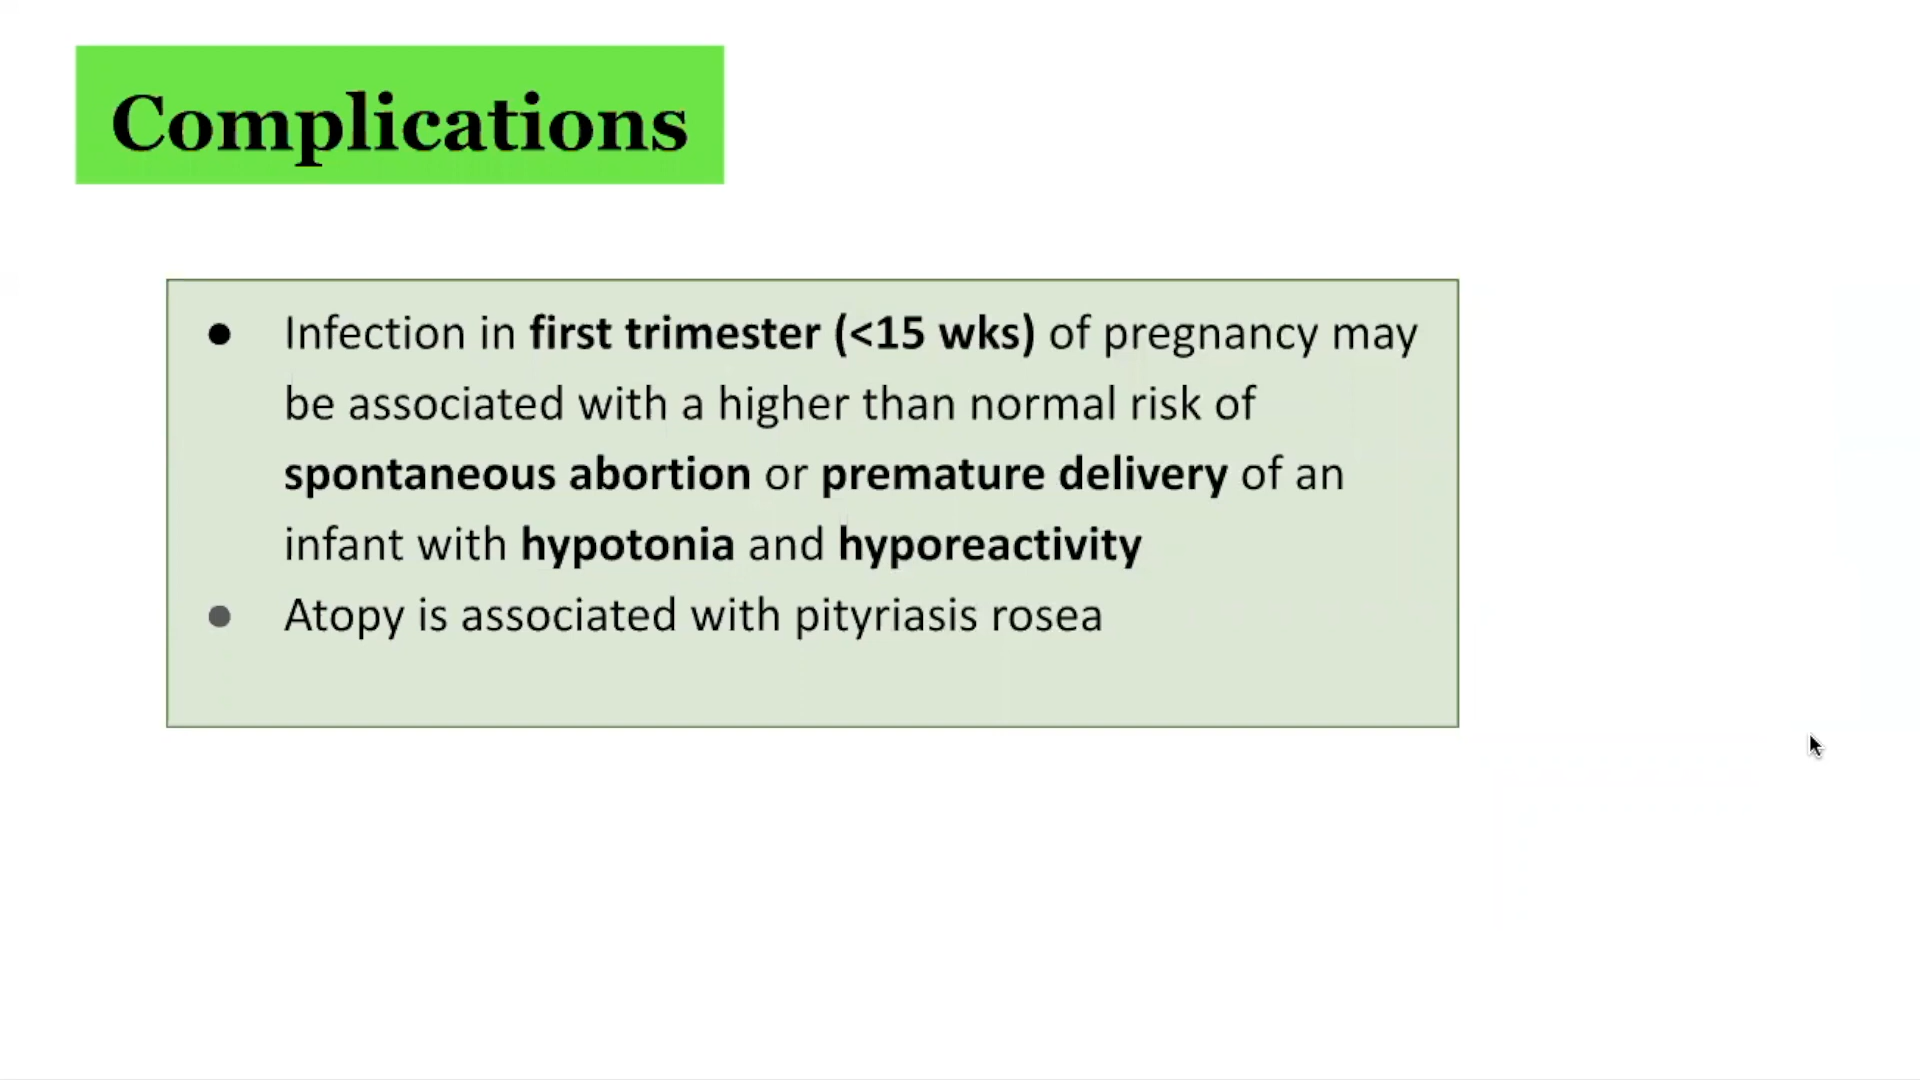 Complications
● Infection in first trimester (<15 wks) of pregnancy may
be associated with a higher than normal risk of
spontaneous abortion or premature delivery of an
infant with hypotonia and hyporeactivity
● Atopy is associated with pityriasis rosea